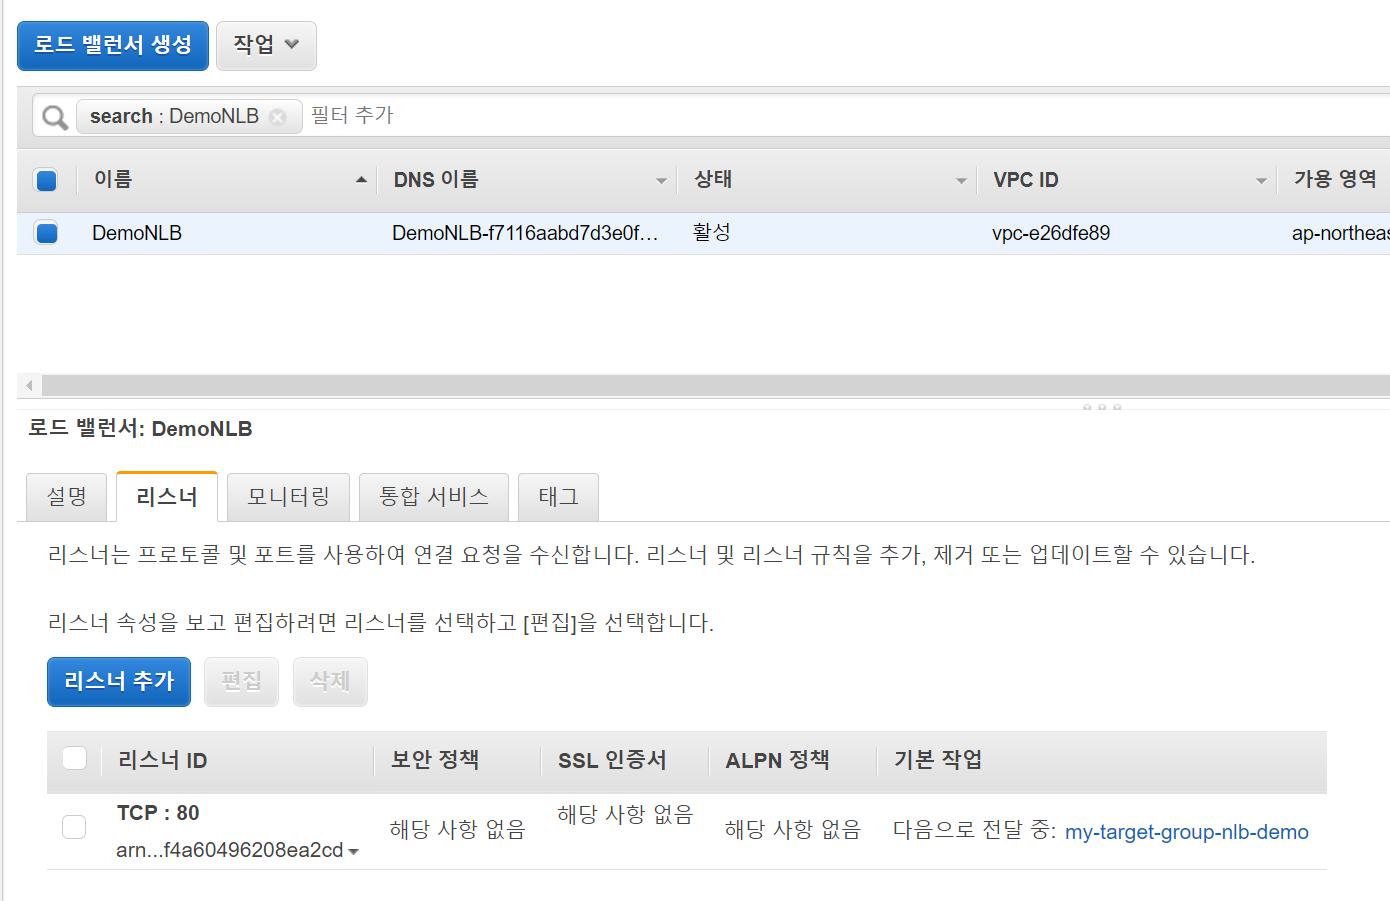 로드 밸런서 생성 작업
search : DemoNLB 필터 추가
이름 DNS 이름 상태 VPC ID 가용 영역
DemoNLB DemoNLB-f7116aabd7d3e0f... 활성 vpc-e26dfe89 ap-northeas
로드 밸런서: DemoNLB
설명 리스너 모니터링 통합 서비스 태그
리스너는 프로토콜 및 포트를 사용하여 연결 요청을 수신합니다. 리스너 및 리스너 규칙을 추가, 제거 또는 업데이트할 수 있습니다.
리스너 속성을 보고 편집하려면 리스너를 선택하고 [편집]을 선택합니다.
리스너 추가 편집 삭제
리스너 ID 보안 정책 SSL 인증서 ALPN 정책 기본 작업
TCP : 80
arn...f4a60496208ea2cd 해당 사항 없음 해당 사항 없음 해당 사항 없음 다음으로 전달 중: my-target-group-nlb-demo